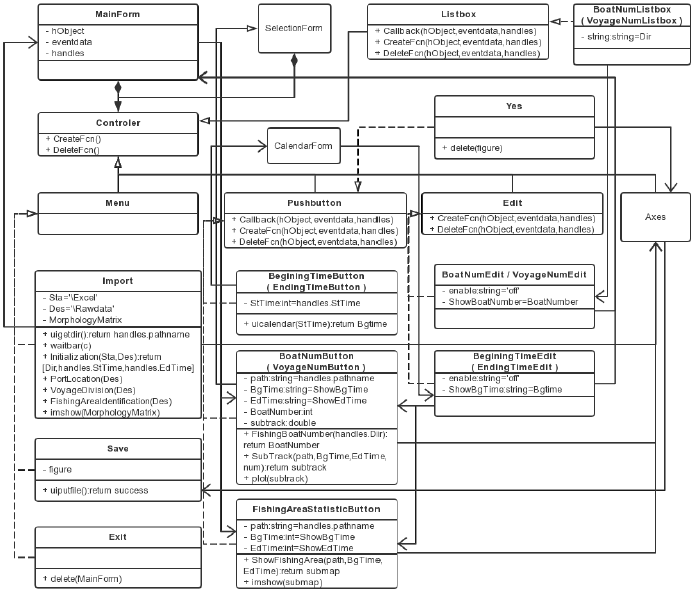 MainForm
- hObject
- eventdata
- handles
SelectionForm
Listbox
+ Callback(hObject,eventdata,handles)
+ CreateFcn(hObject,eventdata,handles)
+ DeleteFcn(hObject,eventdata,handles)
BoatNumListbox
( VoyageNumListbox)
- string:string=Dir
Controler
+ CreateFcn()
+ DeleteFcn()
CalendarForm
Yes
+ delete(figure)
Menu
Pushbutton
+ Callback(hObject,eventdata,handles)
+ CreateFcn(hObject,eventdata,handles)
+ DeleteFcn(hObject,eventdata,handles)
Edit
+ CreateFcn(hObject,eventdata,handles)
+ DeleteFcn(hObject,eventdata,handles)
Axes
Import
- Sta='\Excel'
- Des='\Rawdata'
- MorphologyMatrix
+ uigetdir():return handles.pathname
+ waitbar(c)
+ Initialization(Sta,Des):return
[Dir,handles.StTime,handles.EdTime]
+ PortLocation(Des)
+ VoyageDivision(Des)
+ FishingAreaIdentification(Des)
+ imshow(MorphologyMatrix)
BeginingTimeButton
( EndingTimeButton )
- StTime:int=handles.StTime
+ uicalendar(StTime):return Bgtime
BoatNumEdit / VoyageNumEdit
- enable:string='off'
- ShowBoatNumber=BoatNumber
BoatNumButton
( VoyageNumButton )
- path:string=handles.pathname
- BgTime:string=ShowBgTime
- EdTime:string=ShowEdTime
- BoatNumber:int
- subtrack:double
+ FishingBoatNumber(handles.Dir):
return BoatNumber
+ SubTrack(path,BgTime,EdTime,
num):return subtrack
+ plot(subtrack)
BeginingTimeEdit
( EndingTimeEdit )
- enable:string='off'
- ShowBgTime:string=Bgtime
Save
- figure
+ uiputfile():return success
FishingAreaStatisticButton
- path:string=handles.pathname
- BgTime:int=ShowBgTime
- EdTime:int=ShowEdTime
+ ShowFishingArea(path,BgTime,
EdTime):return submap
+ imshow(submap)
Exit
+ delete(MainForm)